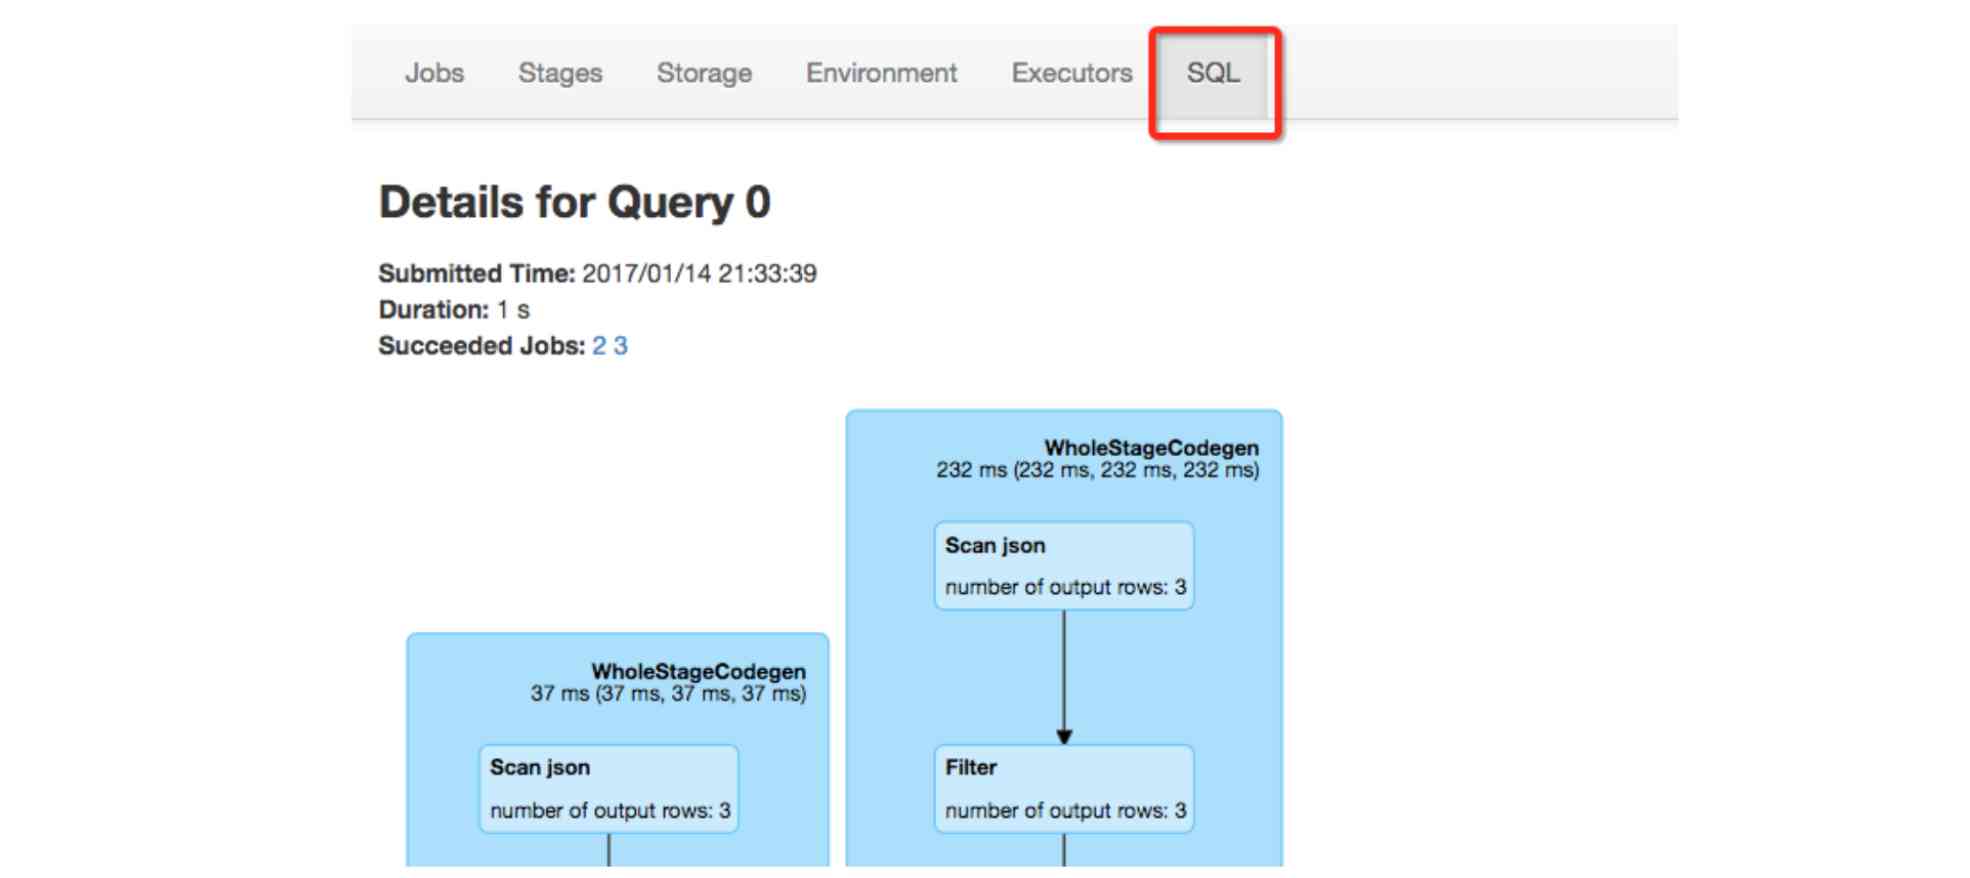 Jobs Stages Storage Environment Executors SQL
Details for Query 0
Submitted Time: 2017/01/14 21:33:39
Duration: 1 s
Succeeded Jobs: 2 3
WholeStageCodegen
232 ms (232 ms, 232 ms, 232 ms)
Scan json
number of output rows: 3
WholeStageCodegen
37 ms (37 ms, 37 ms, 37 ms)
Scan json
number of output rows: 3
Filter
number of output rows: 3